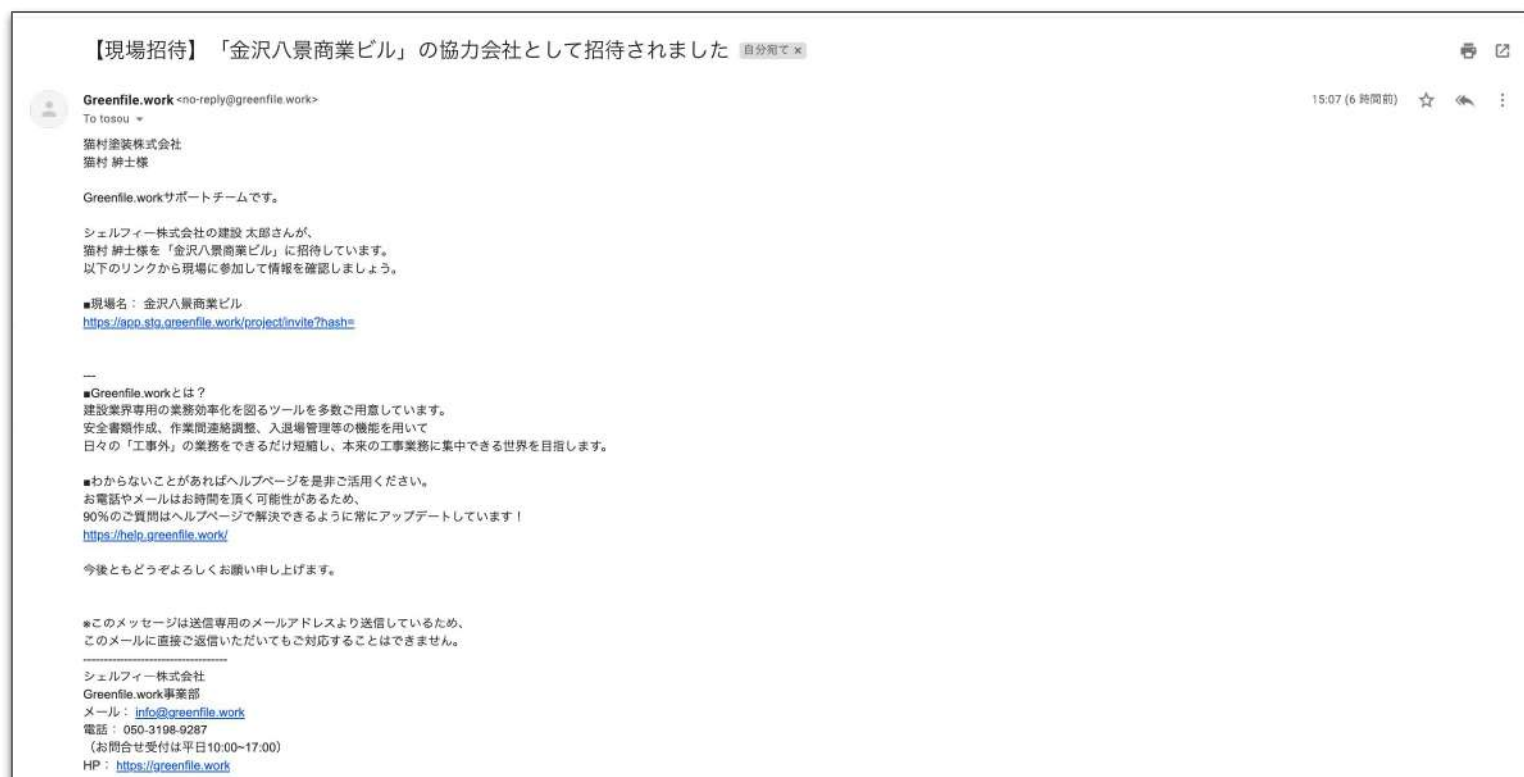 【現場招待】「金沢八景商業ビル」の協力会社として招待されました 自分宛て ×
Greenfile.work <no-reply@greenfile.work>
15:07 (6 時間前)
To tosou
猫村塗装株式会社
猫村 紳士様
Greenfile.workサポートチームです。
シェルフィー株式会社の建設 太郎さんが、
猫村 紳士様を「金沢八景商業ビル」に招待しています。
以下のリンクから現場に参加して情報を確認しましょう。
■現場名： 金沢八景商業ビル
https://app.stg.greenfile.work/project/invite?hash=
---
■Greenfile.workとは？
建設業界専用の業務効率化を図るツールを多数ご用意しています。
安全書類作成、作業間連絡調整、入退場管理等の機能を用いて
日々の「工事外」の業務をできるだけ短縮し、本来の工事業務に集中できる世界を目指します。
■わからないことがあればヘルプページを是非ご活用ください。
お電話やメールはお時間を頂く可能性があるため、
90%のご質問はヘルプページで解決できるように常にアップデートしています！
https://help.greenfile.work/
今後ともどうぞよろしくお願い申し上げます。
※このメッセージは送信専用のメールアドレスより送信しているため、
このメールに直接ご返信いただいてもご対応することはできません。
-----------------------------------
シェルフィー株式会社
Greenfile.work事業部
メール： info@greenfile.work
電話： 050-3198-9287
（お問合せ受付は平日10:00~17:00）
HP： https://greenfile.work